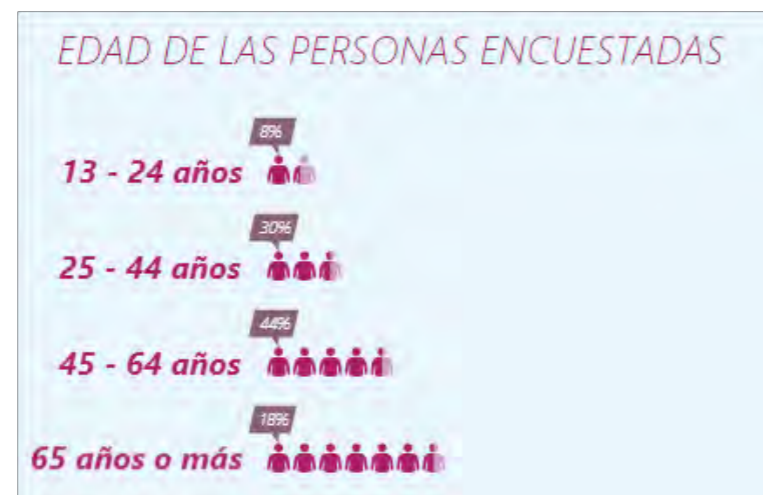 EDAD DE LAS PERSONAS ENCUESTADAS
8%
13 - 24 años
30%
25 - 44 años
44%
45 - 64 años
18%
65 años o más